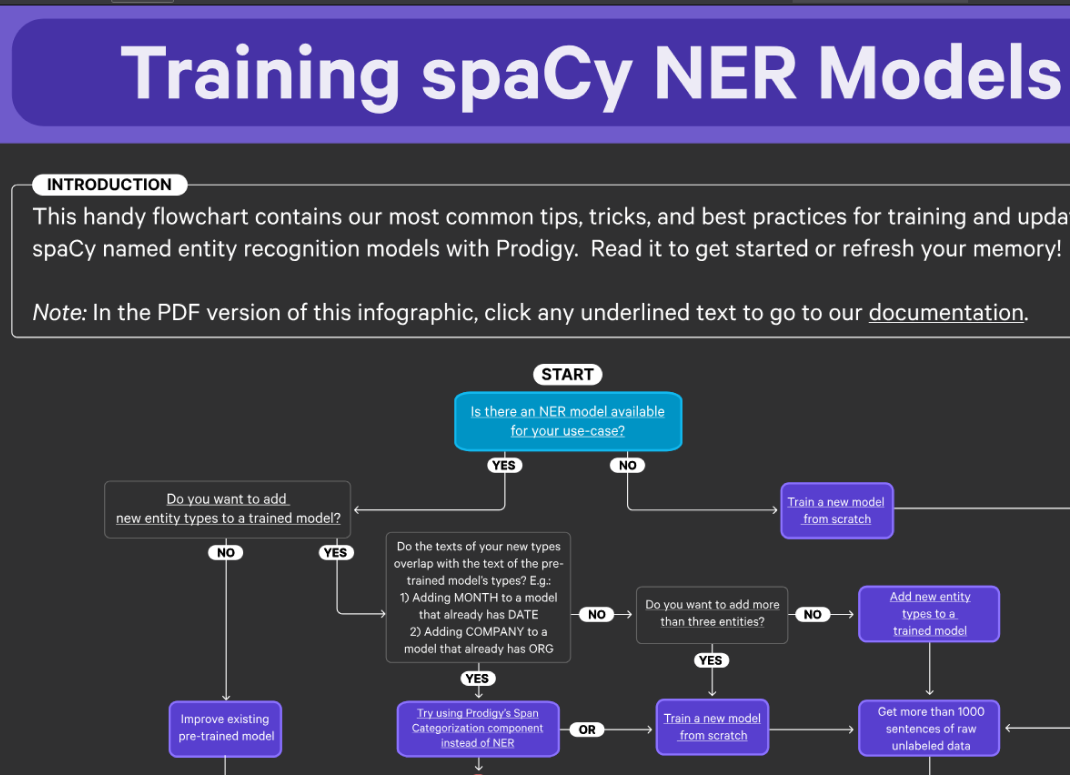 Training spaCy NER Models
INTRODUCTION
This handy flowchart contains our most common tips, tricks, and best practices for training and upda
spaCy named entity recognition models with Prodigy. Read it to get started or refresh your memory!
Note: In the PDF version of this infographic, click any underlined text to go to our documentation.
START
Is there an NER model available
for your use-case?
YES
NO
Do you want to add
new entity types to a trained model?
Train a new model
from scratch
NO
YES
Do the texts of your new types
overlap with the text of the pre-
trained model's types? E.g.:
1) Adding MONTH to a model
that already has DATE
2) Adding COMPANY to a
model that already has ORG
NO
Do you want to add more
than three entities?
NO
Add new entity
types to a
trained model
YES
YES
Improve existing
pre-trained model
Try using Prodigy's Span
Categorization component
instead of NER
OR
Train a new model
from scratch
Get more than 1000
sentences of raw
unlabeled data